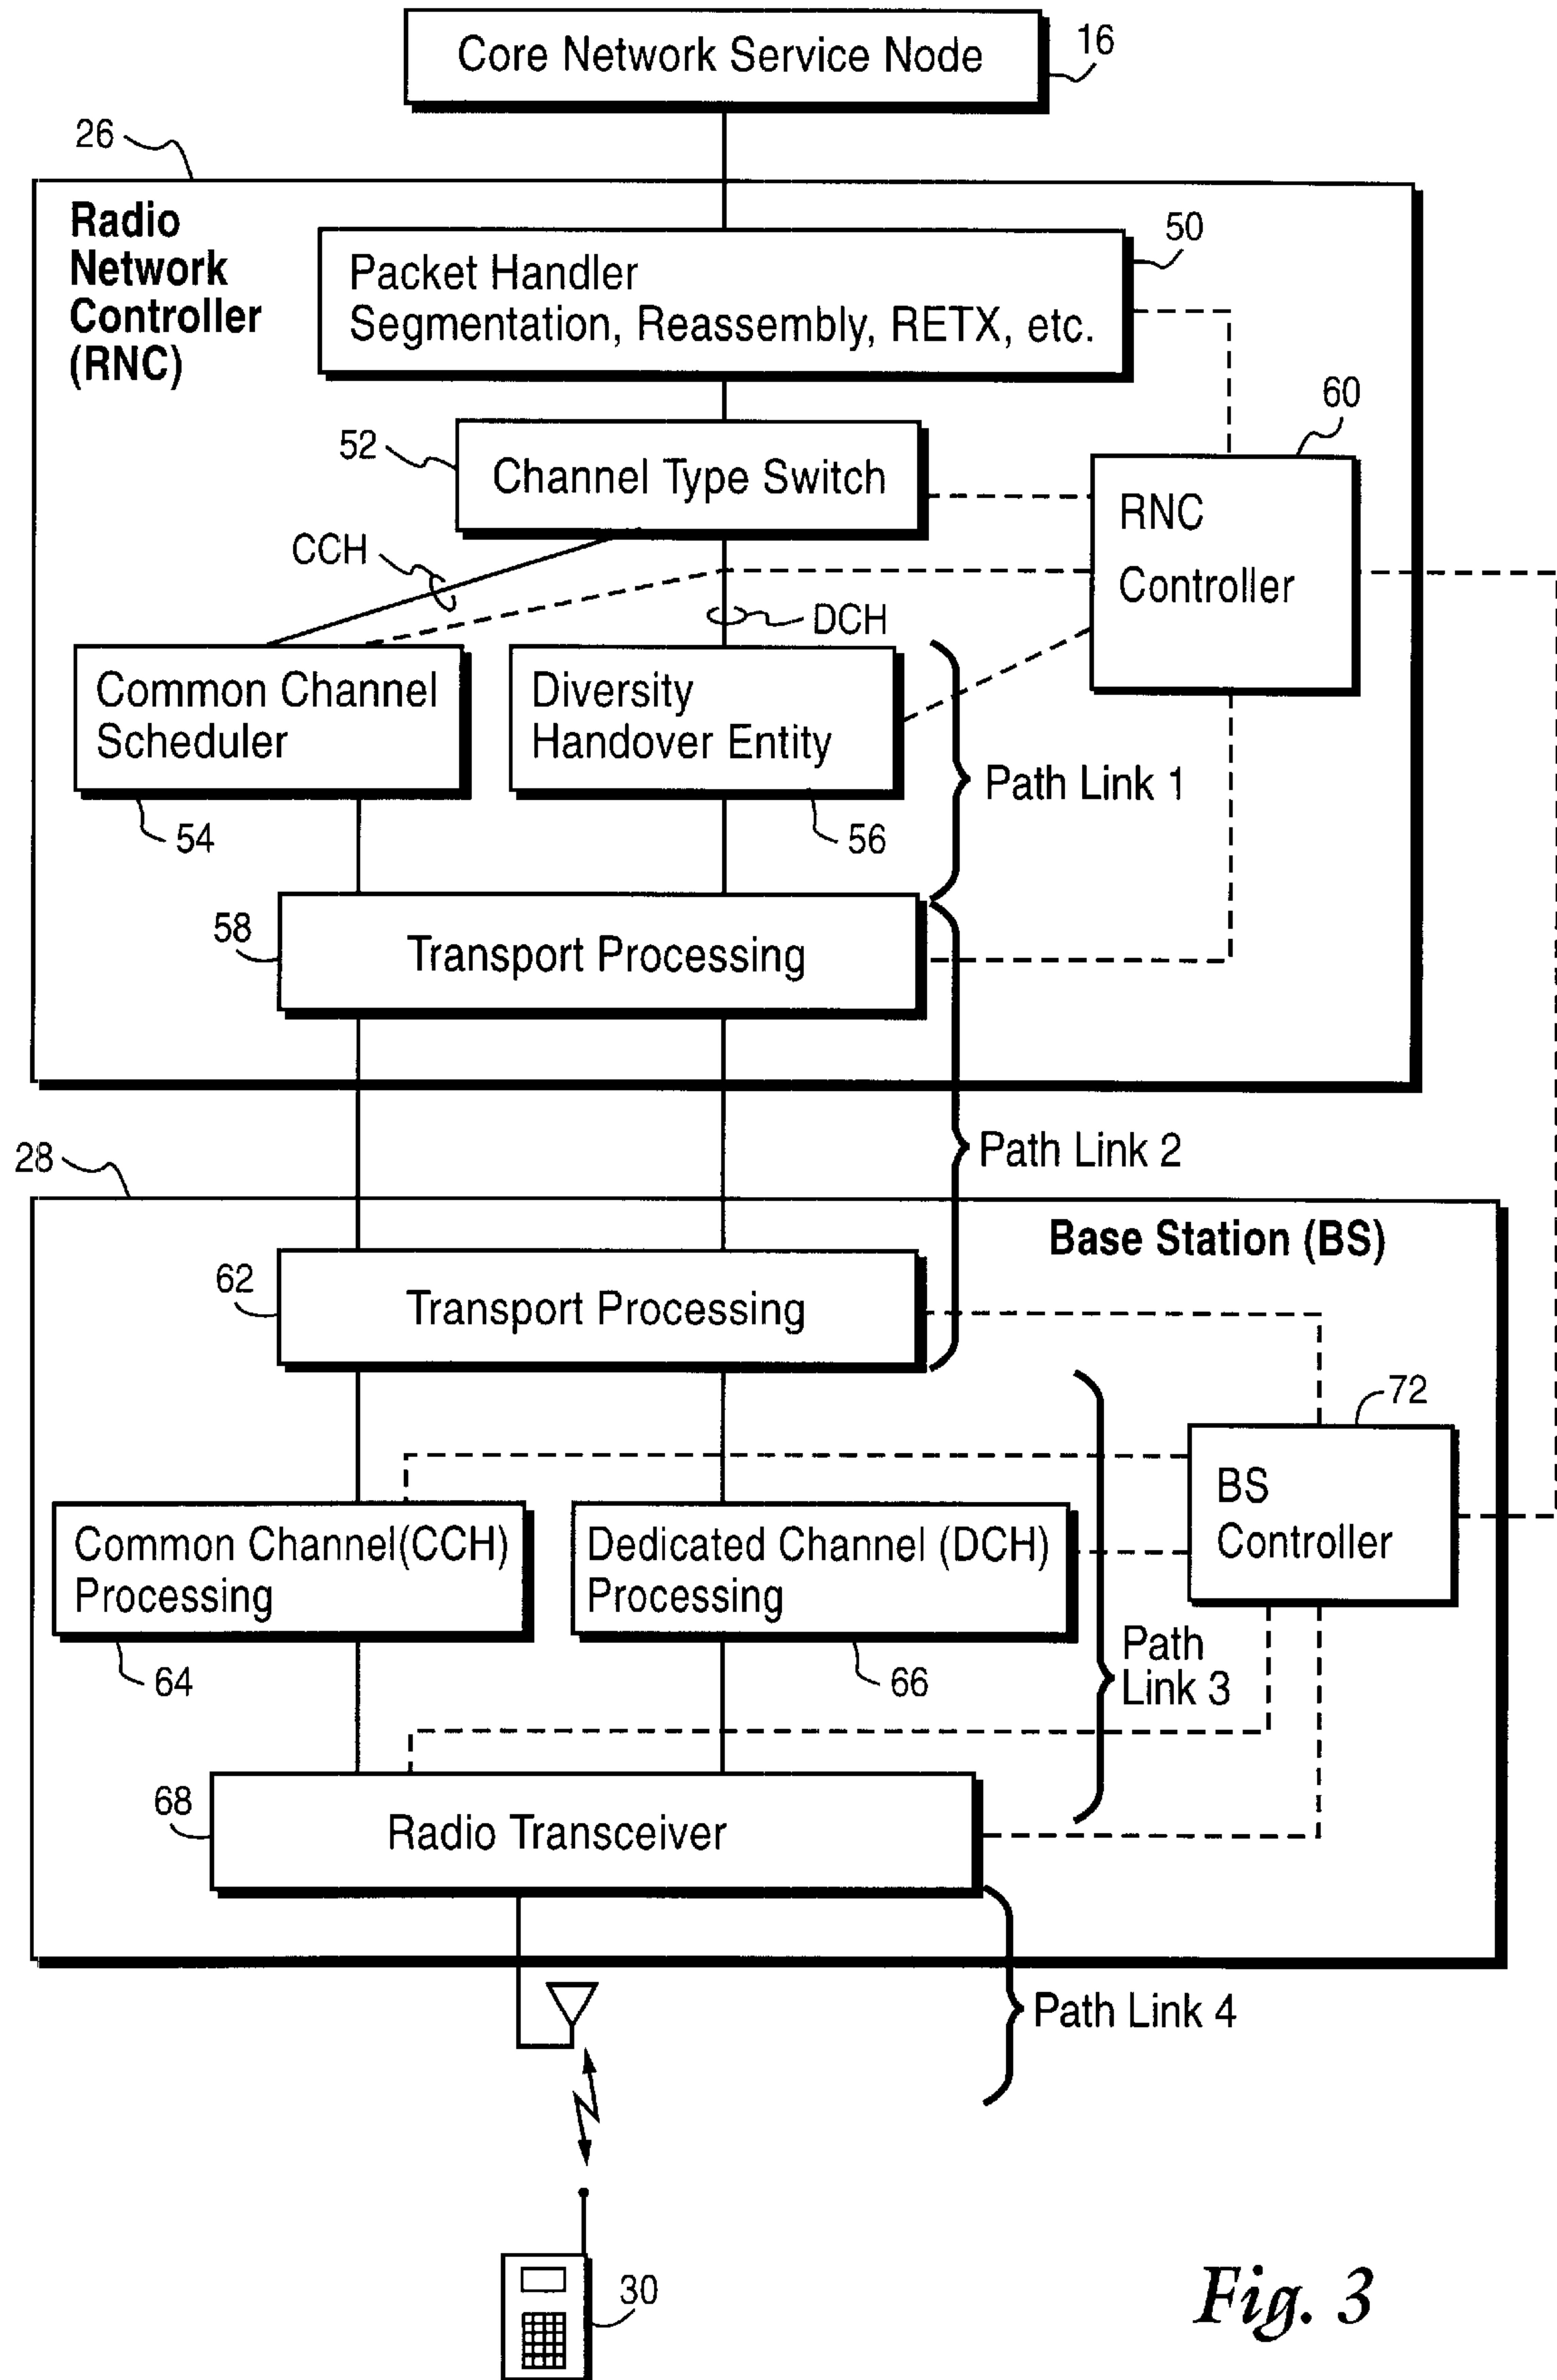 Core Network Service Node
16
26
Radio
Network
Controller
(RNC)
50
Packet Handler
Segmentation, Reassembly, RETX, etc.
60
52
Channel Type Switch
RNC
Controller
CCH
DCH
Common Channel
Scheduler
Diversity
Handover Entity
Path Link 1
54
56
58
Transport Processing
Path Link 2
28
Base Station (BS)
62
Transport Processing
72
BS
Controller
Common Channel(CCH)
Processing
Dedicated Channel (DCH)
Processing
Path
Link 3
64
66
68
Radio Transceiver
Path Link 4
30
Fig. 3